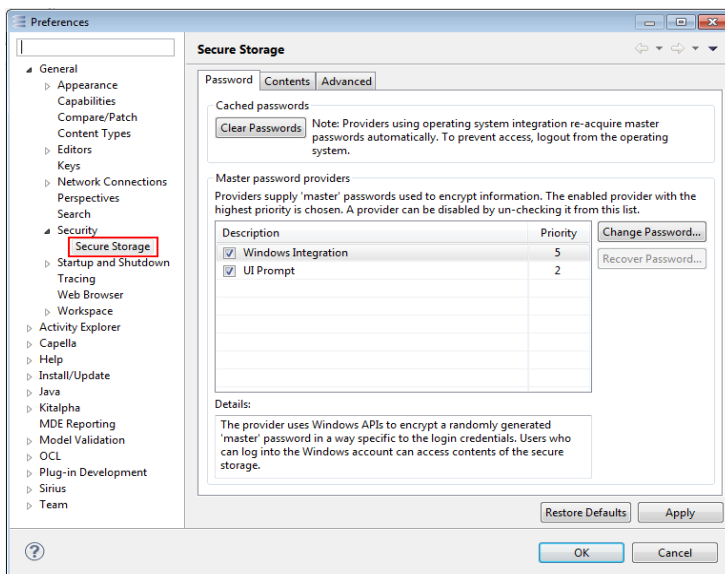 Preferences
General
Appearance
Capabilities
Compare/Patch
Content Types
Editors
Keys
Network Connections
Perspectives
Search
Security
Secure Storage
Startup and Shutdown
Tracing
Web Browser
Workspace
Activity Explorer
Capella
Help
Install/Update
Java
Kitalpha
MDE Reporting
Model Validation
OCL
Plug-in Development
Sirius
Team
Secure Storage
Password Contents Advanced
Cached passwords
Clear Passwords
Note: Providers using operating system integration re-acquire master
passwords automatically. To prevent access, logout from the operating
system.
Master password providers
Providers supply 'master' passwords used to encrypt information. The enabled provider with the
highest priority is chosen. A provider can be disabled by un-checking it from this list.
Description Priority
Windows Integration 5
UI Prompt 2
Change Password...
Recover Password...
Details:
The provider uses Windows APIs to encrypt a randomly generated
'master' password in a way specific to the login credentials. Users who
can log into the Windows account can access contents of the secure
storage.
Restore Defaults Apply
? OK Cancel